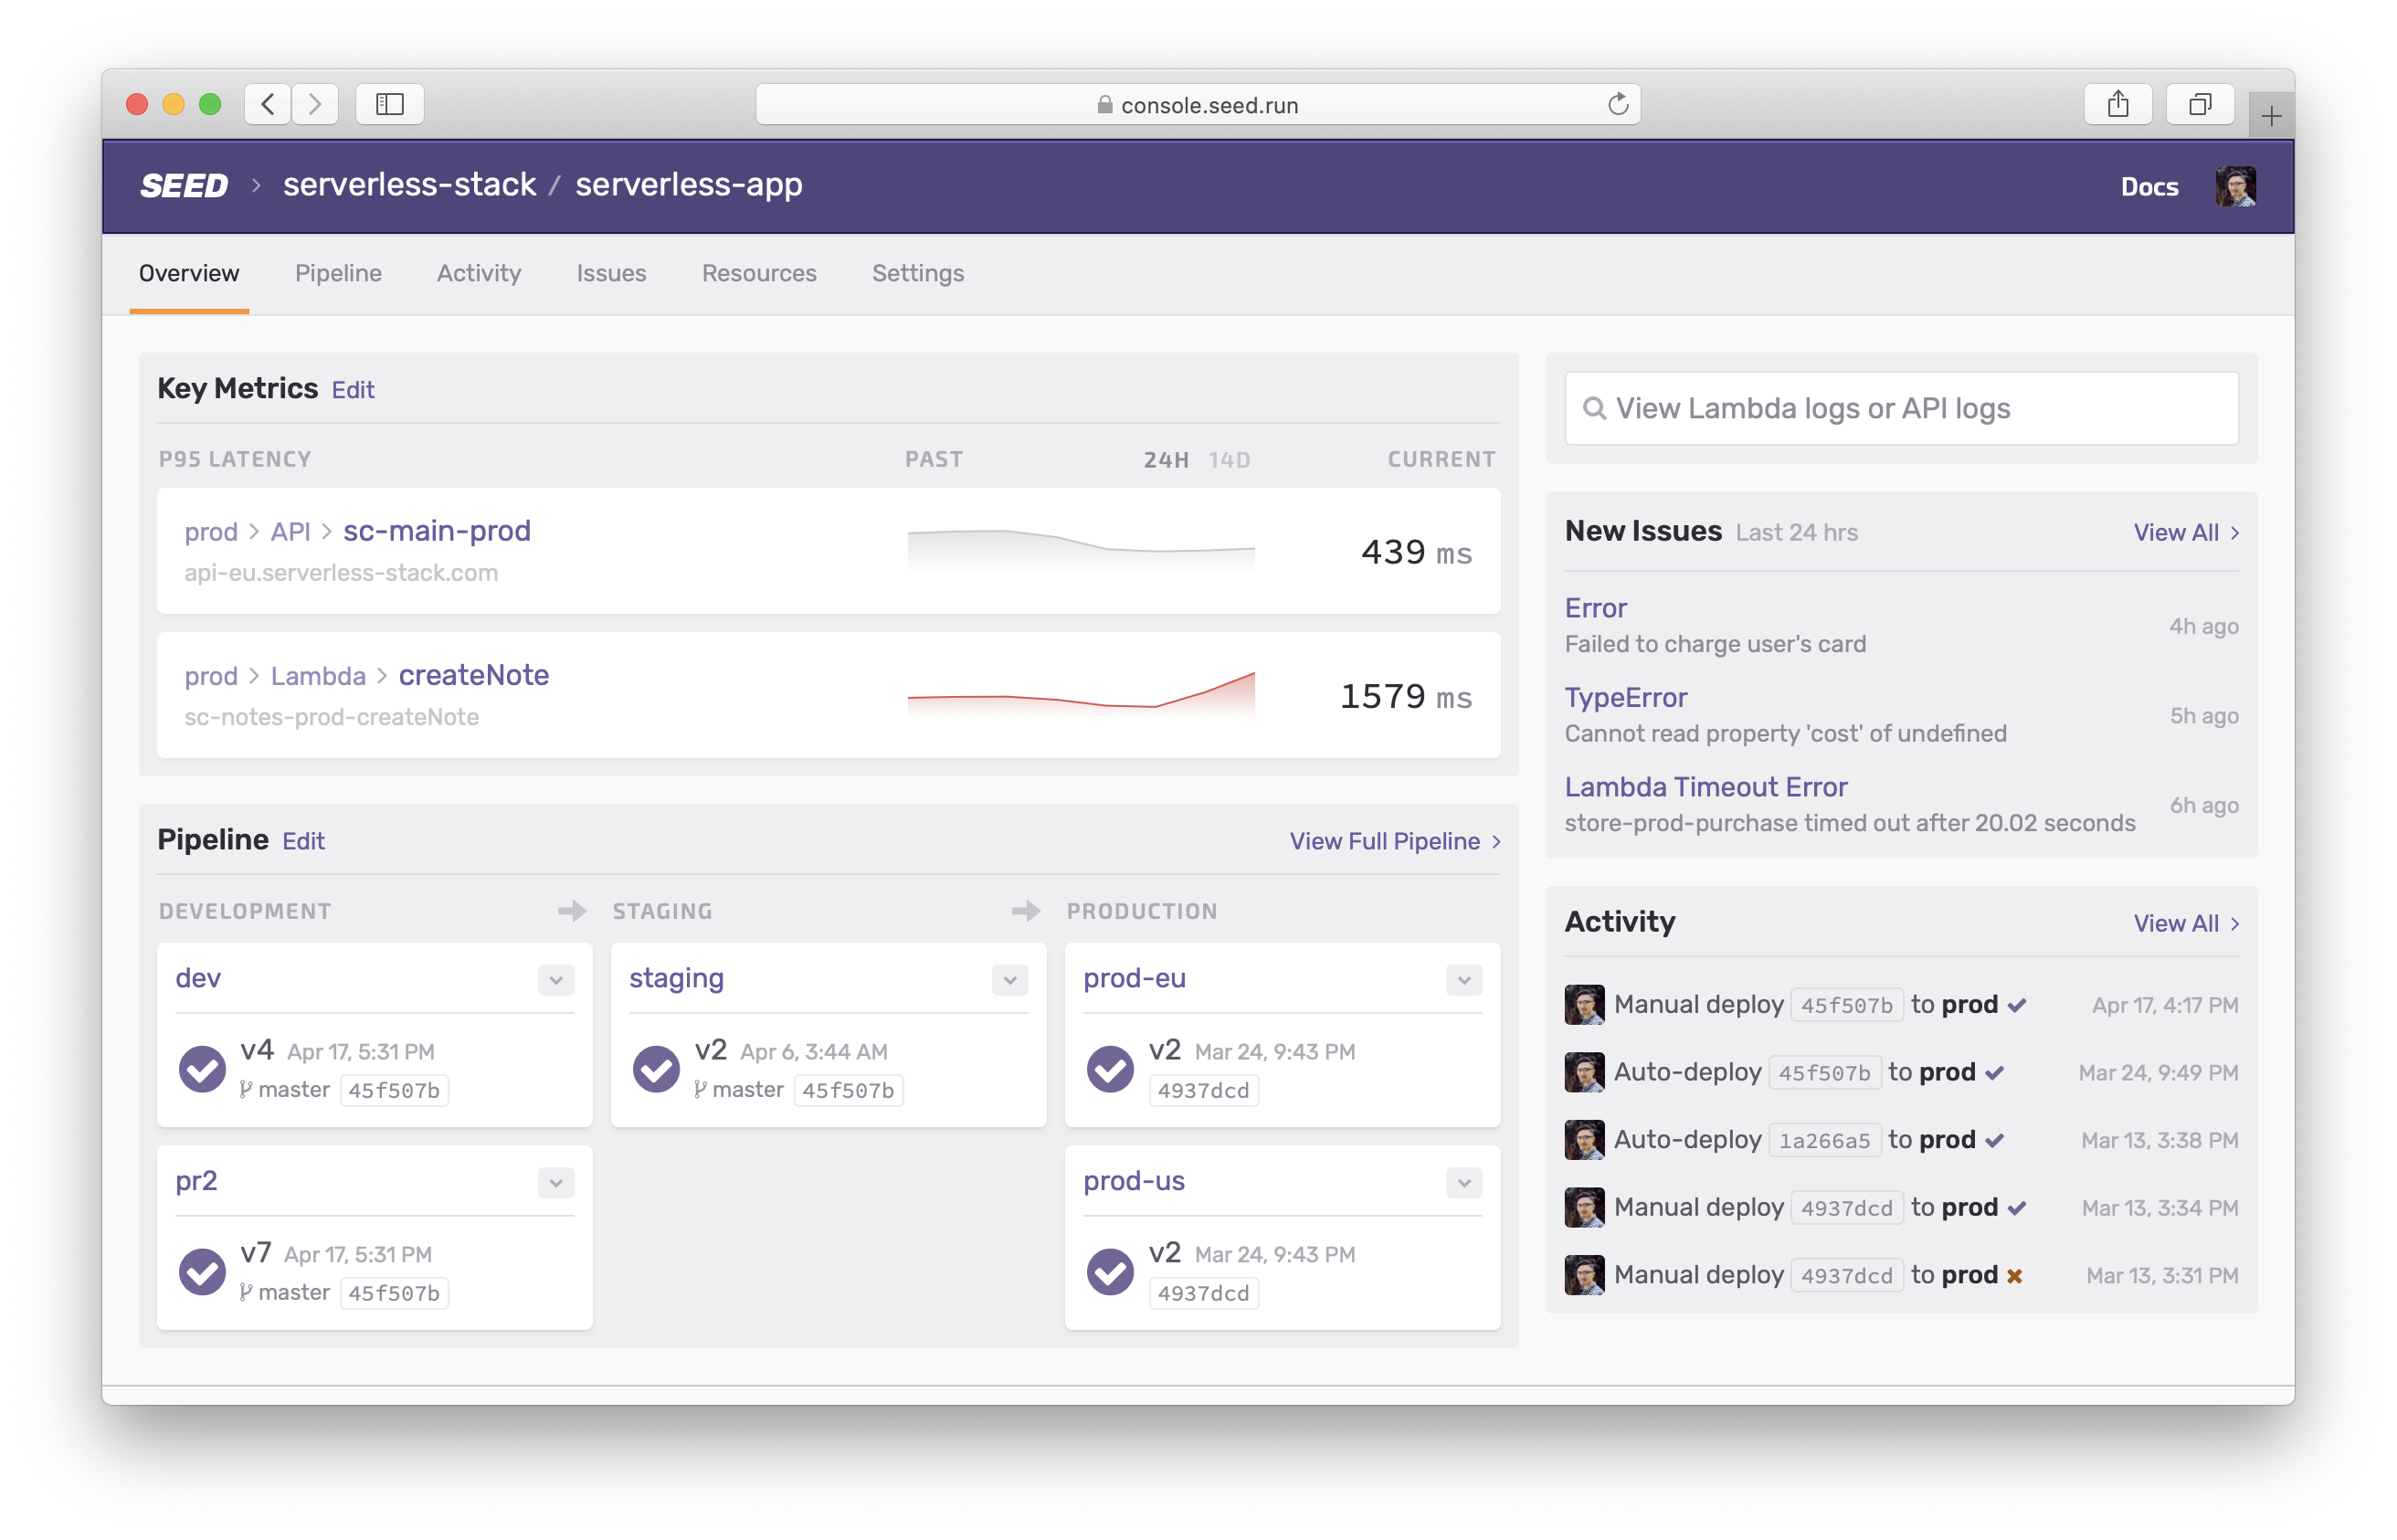 console.seed.run
SEED > serverless-stack / serverless-app
Docs
Overview Pipeline Activity Issues Resources Settings
Key Metrics Edit
P95 LATENCY PAST 24H 14D CURRENT
prod > API > sc-main-prod
api-eu.serverless-stack.com
439 ms
prod > Lambda > createNote
sc-notes-prod-createNote
1579 ms
Pipeline Edit
View Full Pipeline >
DEVELOPMENT STAGING PRODUCTION
dev
v4 Apr 17, 5:31 PM
master 45f507b
pr2
v7 Apr 17, 5:31 PM
master 45f507b
staging
v2 Apr 6, 3:44 AM
master 45f507b
prod-eu
v2 Mar 24, 9:43 PM
4937dcd
prod-us
v2 Mar 24, 9:43 PM
4937dcd
View Lambda logs or API logs
New Issues Last 24 hrs View All >
Error
Failed to charge user's card
4h ago
TypeError
Cannot read property 'cost' of undefined
5h ago
Lambda Timeout Error
store-prod-purchase timed out after 20.02 seconds
6h ago
Activity View All >
Manual deploy 45f507b to prod Apr 17, 4:17 PM
Auto-deploy 45f507b to prod Mar 24, 9:49 PM
Auto-deploy 1a266a5 to prod Mar 13, 3:38 PM
Manual deploy 4937dcd to prod Mar 13, 3:34 PM
Manual deploy 4937dcd to prod Mar 13, 3:31 PM